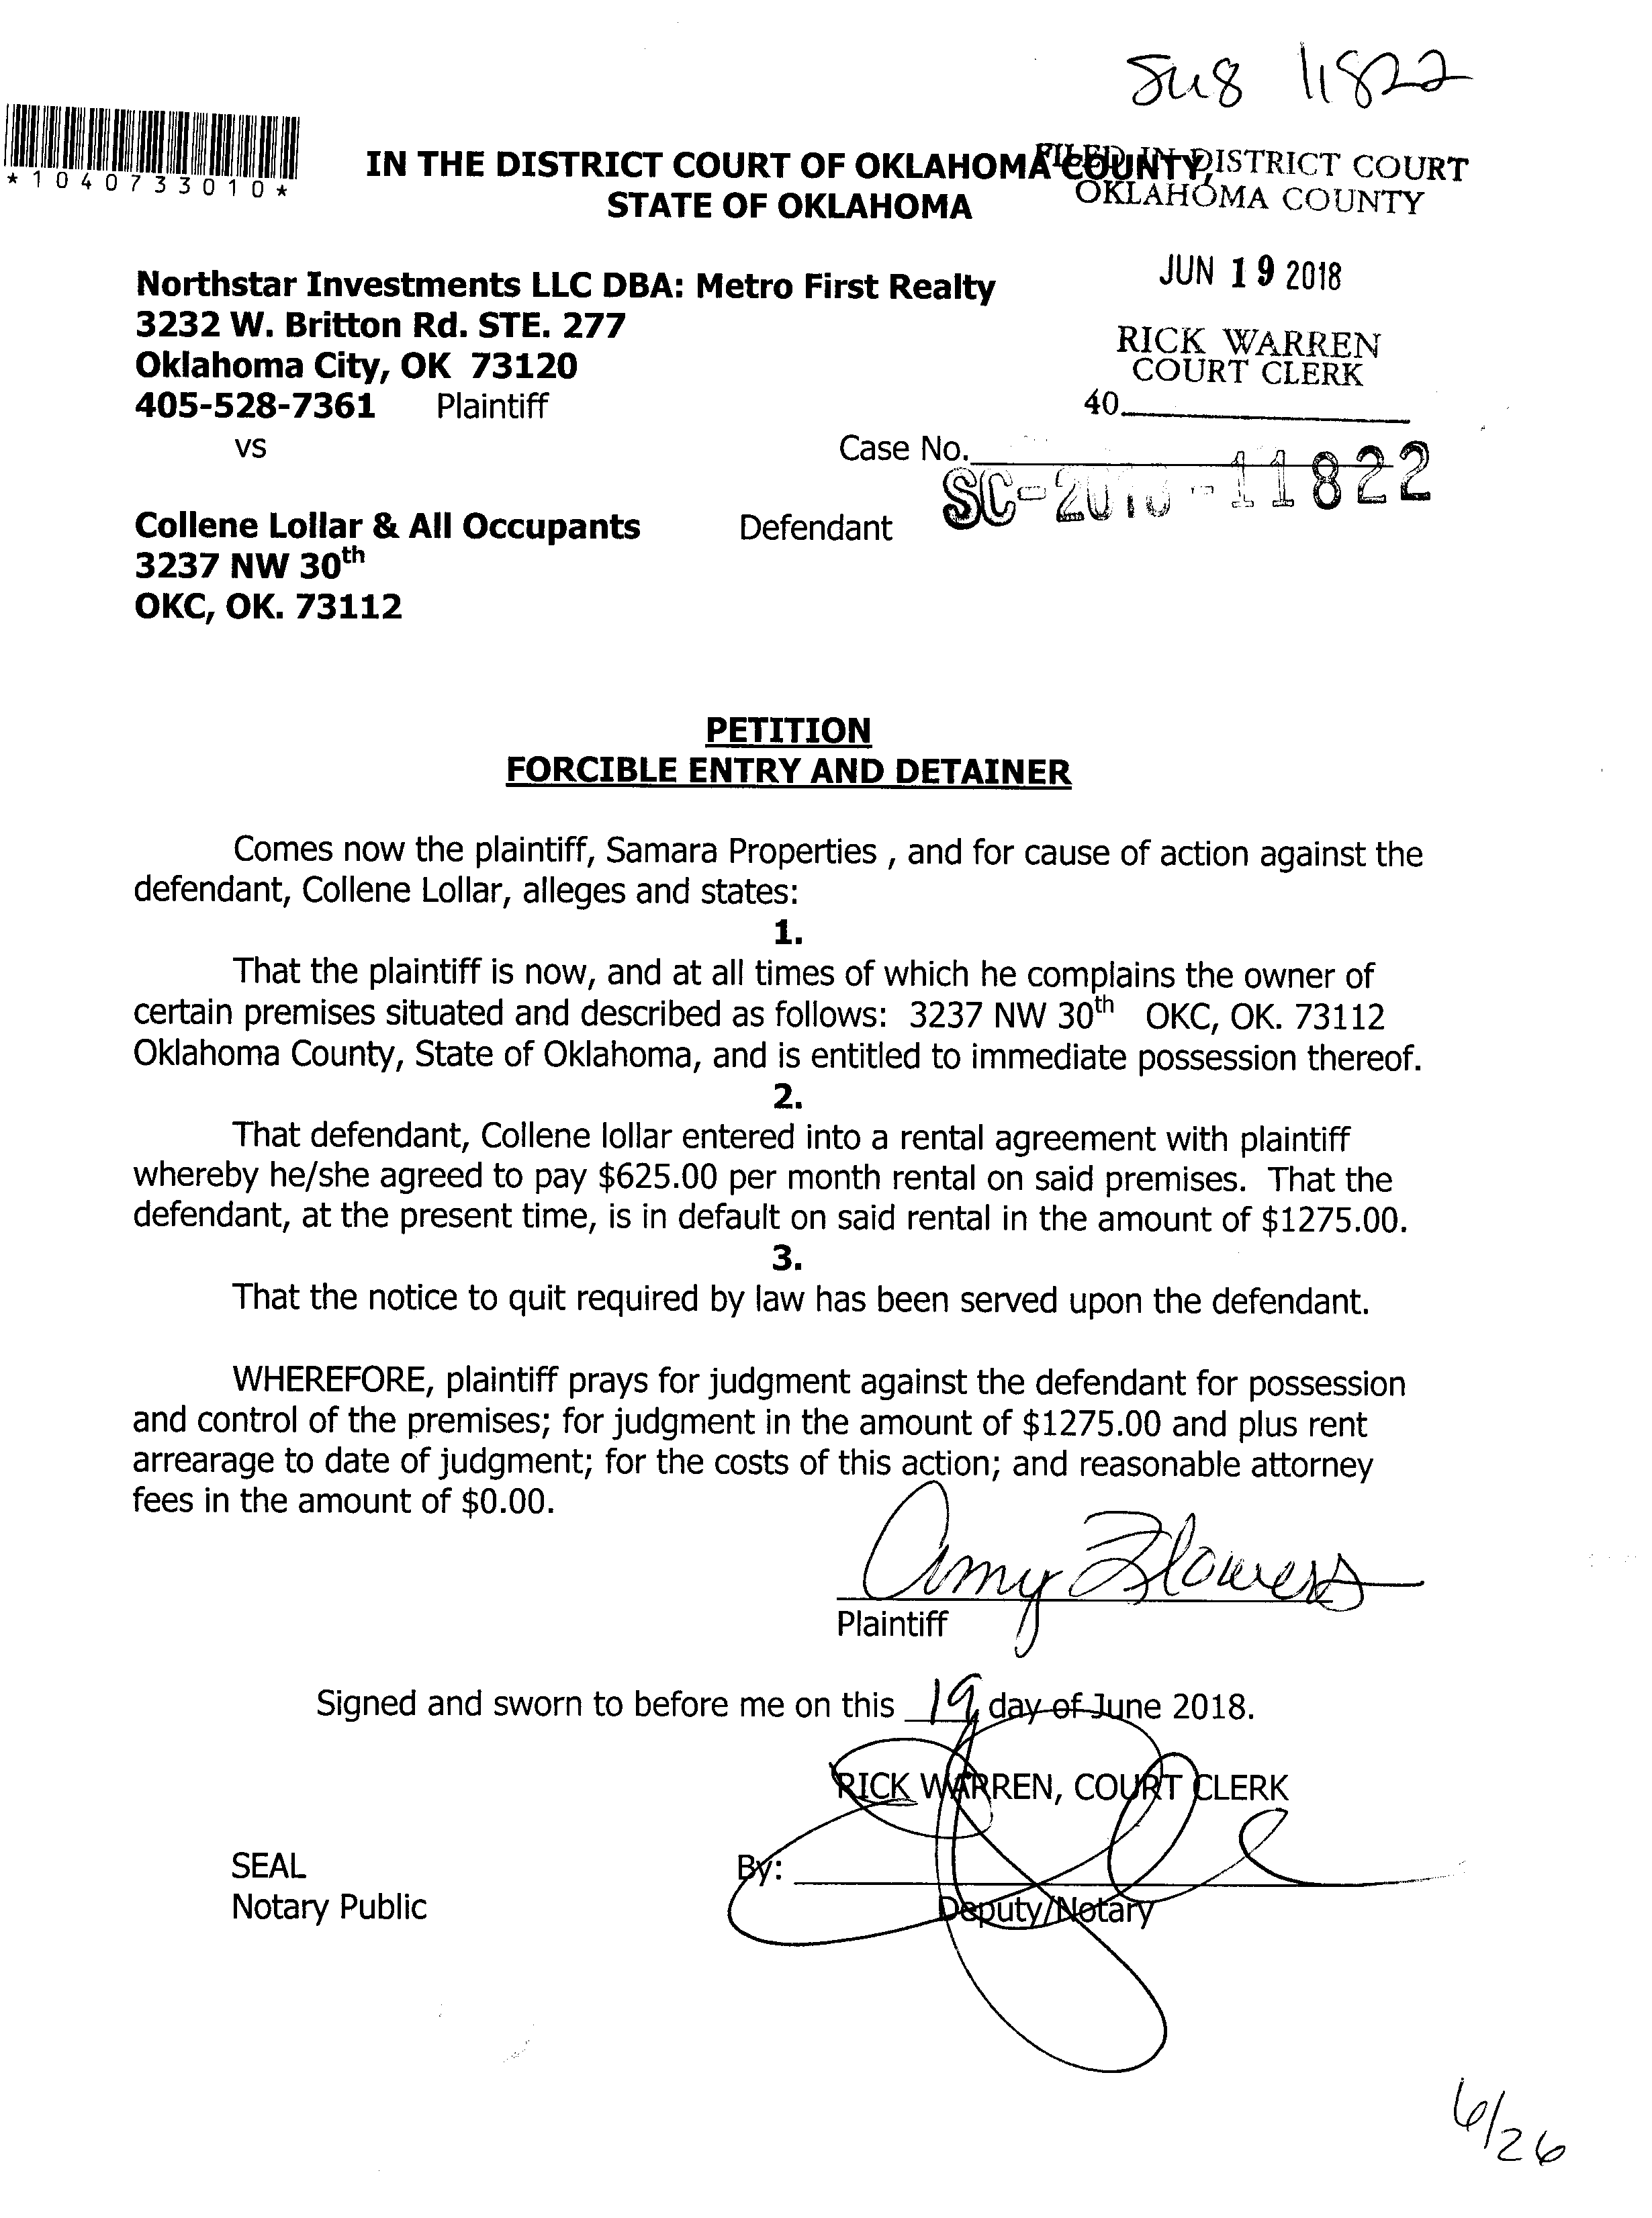 11822
*1040733010*
IN THE DISTRICT COURT OF OKLAHOMA COUNTY,
STATE OF OKLAHOMA
FILED IN DISTRICT COURT
OKLAHOMA COUNTY
JUN 19 2018
RICK WARREN
COURT CLERK
40
Northstar Investments LLC DBA: Metro First Realty
3232 W. Britton Rd. STE. 277
Oklahoma City, OK 73120
405-528-7361 Plaintiff
vs
Case No.
SC-2018-11822
Collene Lollar & All Occupants Defendant
3237 NW 30th
OKC, OK. 73112
PETITION
FORCIBLE ENTRY AND DETAINER
Comes now the plaintiff, Samara Properties , and for cause of action against the
defendant, Collene Lollar, alleges and states:
1.
That the plaintiff is now, and at all times of which he complains the owner of
certain premises situated and described as follows: 3237 NW 30th OKC, OK. 73112
Oklahoma County, State of Oklahoma, and is entitled to immediate possession thereof.
2.
That defendant, Collene lollar entered into a rental agreement with plaintiff
whereby he/she agreed to pay $625.00 per month rental on said premises. That the
defendant, at the present time, is in default on said rental in the amount of $1275.00.
3.
That the notice to quit required by law has been served upon the defendant.
WHEREFORE, plaintiff prays for judgment against the defendant for possession
and control of the premises; for judgment in the amount of $1275.00 and plus rent
arrearage to date of judgment; for the costs of this action; and reasonable attorney
fees in the amount of $0.00.
Amy Flowers
Plaintiff
Signed and sworn to before me on this 19 day of June 2018.
RICK WARREN, COURT CLERK
SEAL
By:
Notary Public
Deputy/Notary
6/26